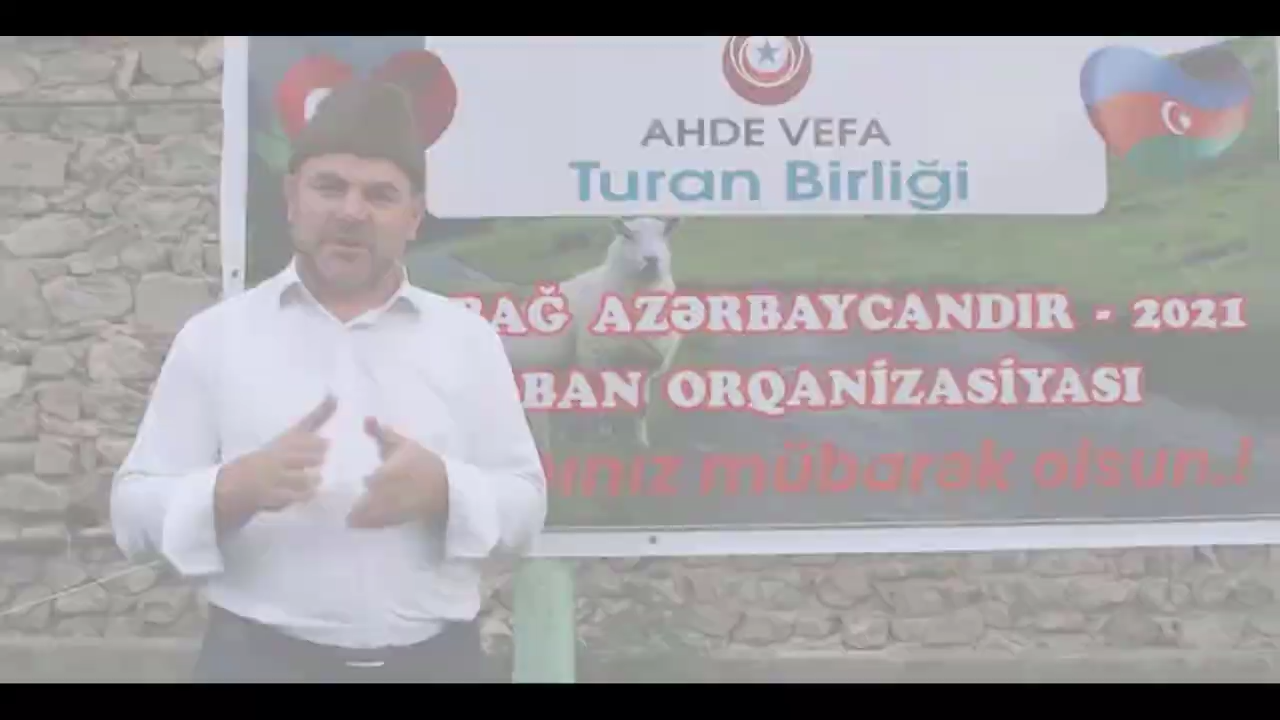 AHDE VEFA
Turan Birliği
AZƏRBAYCANDIR - 2021
ORQANİZASİYASI
mübarək olsun..!